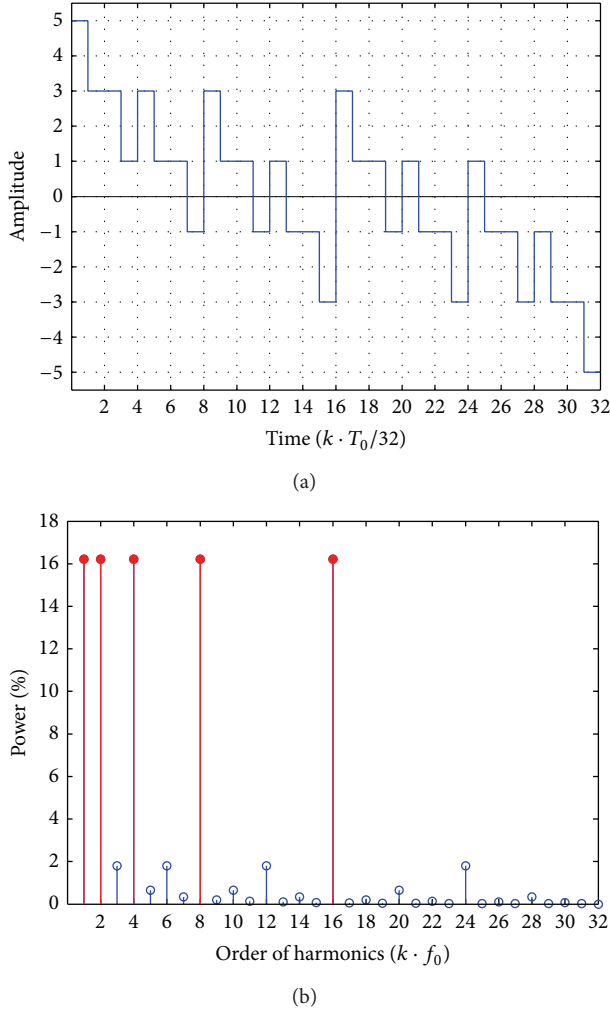 5
4
3
2
1
0
−1
−2
−3
−4
−5
Amplitude
2 4 6 8 10 12 14 16 18 20 22 24 26 28 30 32
Time (k · T0/32)
(a)
18
16
14
12
10
8
6
4
2
0
Power (%)
2 4 6 8 10 12 14 16 18 20 22 24 26 28 30 32
Order of harmonics (k · f0)
(b)